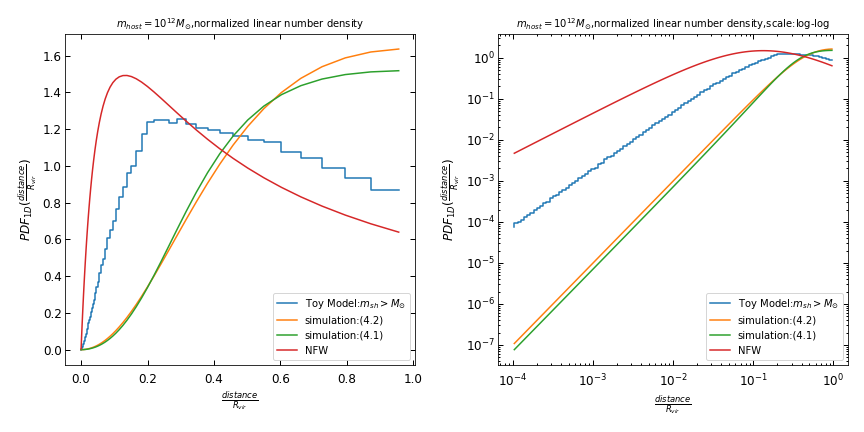 m_host = 10^12 M_⊙,normalized linear number density
PDF_1D(distance/R_vir)
1.6
1.4
1.2
1.0
0.8
0.6
0.4
0.2
0.0
Toy Model:m_sh > M_⊙
simulation:(4.2)
simulation:(4.1)
NFW
0.0 0.2 0.4 0.6 0.8 1.0
distance/R_vir
m_host = 10^12 M_⊙,normalized linear number density,scale:log-log
PDF_1D(distance/R_vir)
10^0
10^−1
10^−2
10^−3
10^−4
10^−5
10^−6
10^−7
Toy Model:m_sh > M_⊙
simulation:(4.2)
simulation:(4.1)
NFW
10^−4 10^−3 10^−2 10^−1 10^0
distance/R_vir